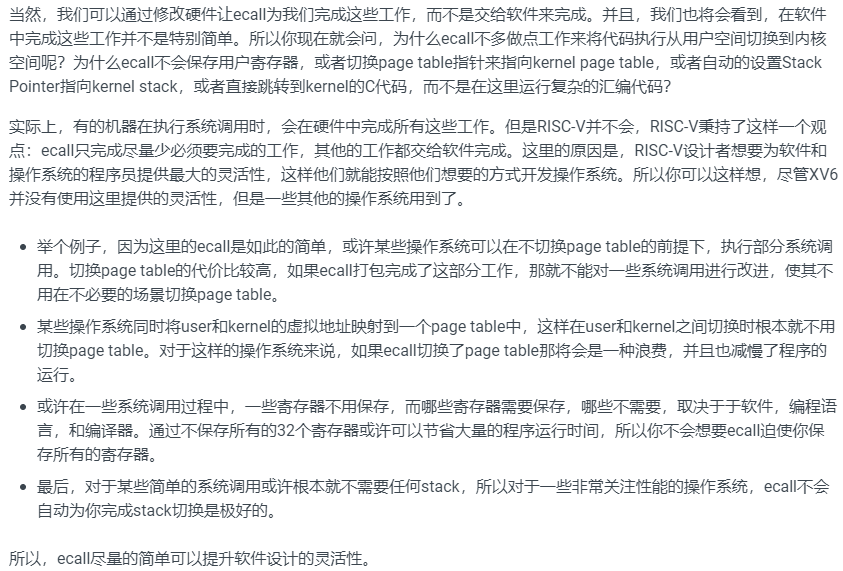 当然，我们可以通过修改硬件让ecall为我们完成这些工作，而不是交给软件来完成。并且，我们也将会看到，在软件
中完成这些工作并不是特别简单。所以你现在就会问，为什么ecall不多做点工作来将代码执行从用户空间切换到内核
空间呢？为什么ecall不会保存用户寄存器，或者切换page table指针来指向kernel page table，或者自动的设置Stack
Pointer指向kernel stack，或者直接跳转到kernel的C代码，而不是在这里运行复杂的汇编代码？
实际上，有的机器在执行系统调用时，会在硬件中完成所有这些工作。但是RISC-V并不会，RISC-V秉持了这样一个观
点：ecall只完成尽量少必须要完成的工作，其他的工作都交给软件完成。这里的原因是，RISC-V设计者想要为软件和
操作系统的程序员提供最大的灵活性，这样他们就能按照他们想要的方式开发操作系统。所以你可以这样想，尽管XV6
并没有使用这里提供的灵活性，但是一些其他的操作系统用到了。
• 举个例子，因为这里的ecall是如此的简单，或许某些操作系统可以在不切换page table的前提下，执行部分系统调
用。切换page table的代价比较高，如果ecall打包完成了这部分工作，那就不能对一些系统调用进行改进，使其不
用在不必要的场景切换page table。
• 某些操作系统同时将user和kernel的虚拟地址映射到一个page table中，这样在user和kernel之间切换时根本就不用
切换page table。对于这样的操作系统来说，如果ecall切换了page table那将会是一种浪费，并且也减慢了程序的
运行。
• 或许在一些系统调用过程中，一些寄存器不用保存，而哪些寄存器需要保存，哪些不需要，取决于于软件，编程语
言，和编译器。通过不保存所有的32个寄存器或许可以节省大量的程序运行时间，所以你不会想要ecall迫使你保
存所有的寄存器。
• 最后，对于某些简单的系统调用或许根本就不需要任何stack，所以对于一些非常关注性能的操作系统，ecall不会
自动为你完成stack切换是极好的。
所以，ecall尽量的简单可以提升软件设计的灵活性。